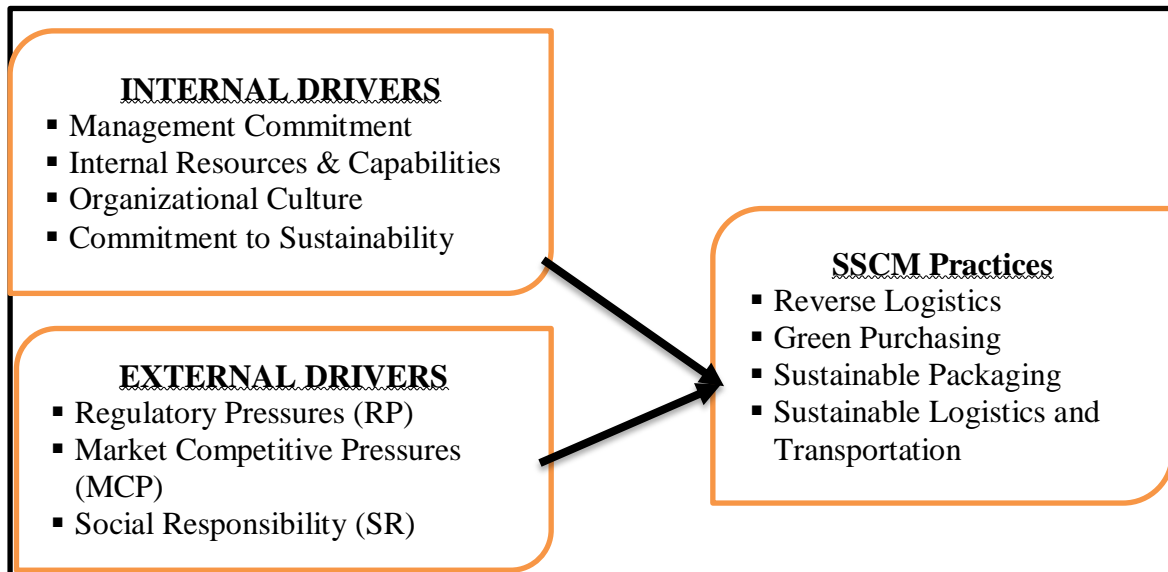 INTERNAL DRIVERS
▪ Management Commitment
▪ Internal Resources & Capabilities
▪ Organizational Culture
▪ Commitment to Sustainability
EXTERNAL DRIVERS
▪ Regulatory Pressures (RP)
▪ Market Competitive Pressures
(MCP)
▪ Social Responsibility (SR)
SSCM Practices
▪ Reverse Logistics
▪ Green Purchasing
▪ Sustainable Packaging
▪ Sustainable Logistics and
Transportation